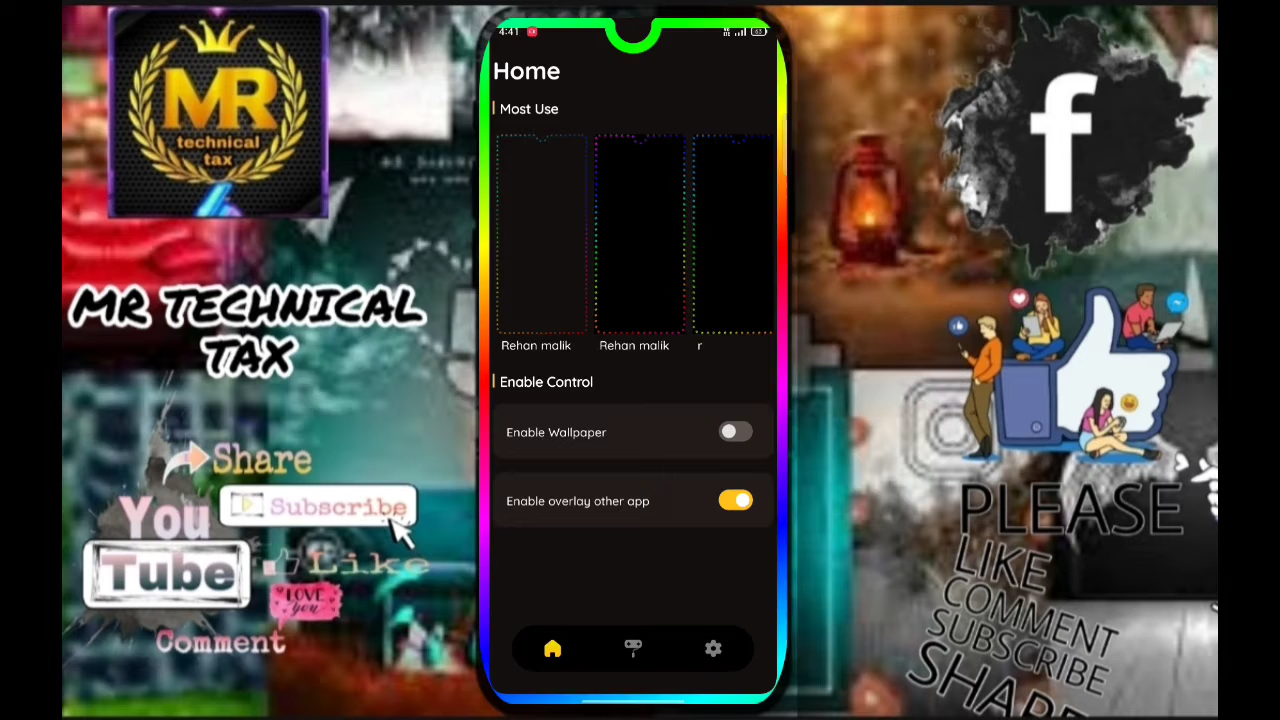 MR
technical
tax
MR TECHNICAL
TAX
Share
You
Tube
Subscribe
Like
LOVE
you
Comment
4:41
63
Home
Most Use
Rehan malik
Rehan malik
r
Enable Control
Enable Wallpaper
Enable overlay other app
f
PLEASE
LIKE
COMMENT
SUBSCRIBE
SHARE